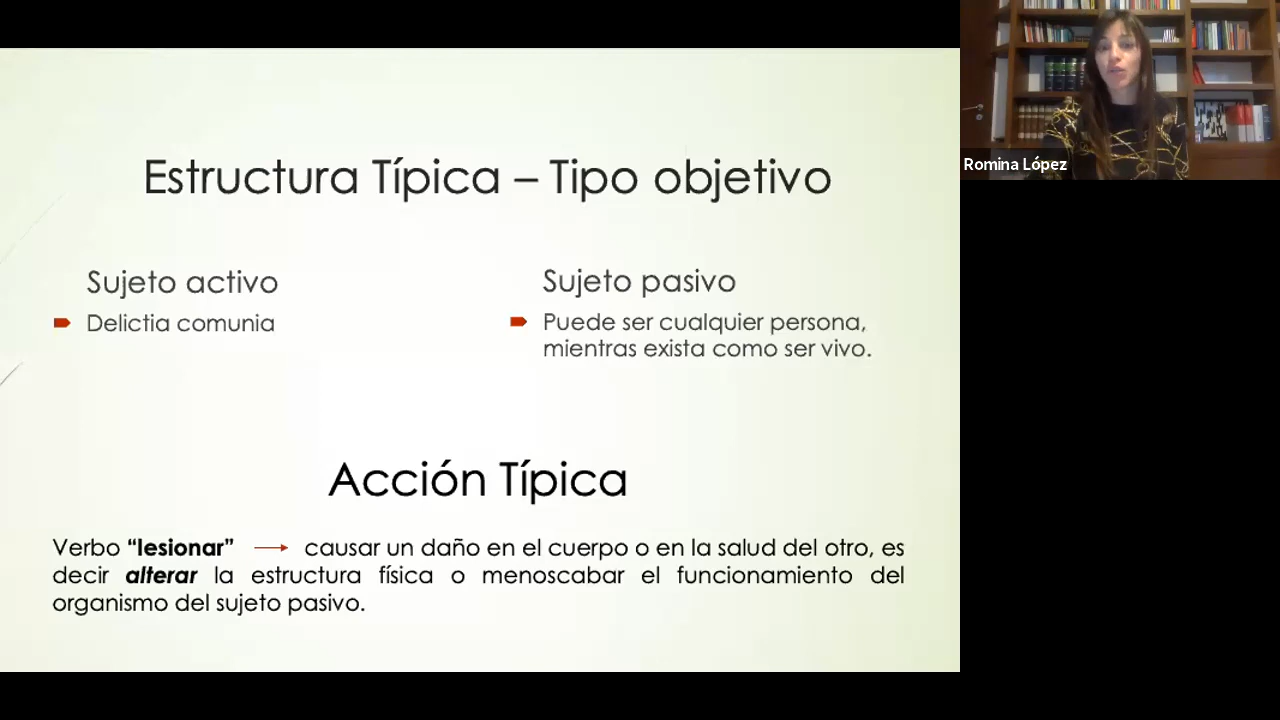 Estructura Típica – Tipo objetivo
Sujeto activo
Delictia comunia
Sujeto pasivo
Puede ser cualquier persona,
mientras exista como ser vivo.
Acción Típica
Verbo “lesionar” → causar un daño en el cuerpo o en la salud del otro, es
decir alterar la estructura física o menoscabar el funcionamiento del
organismo del sujeto pasivo.
Romina López